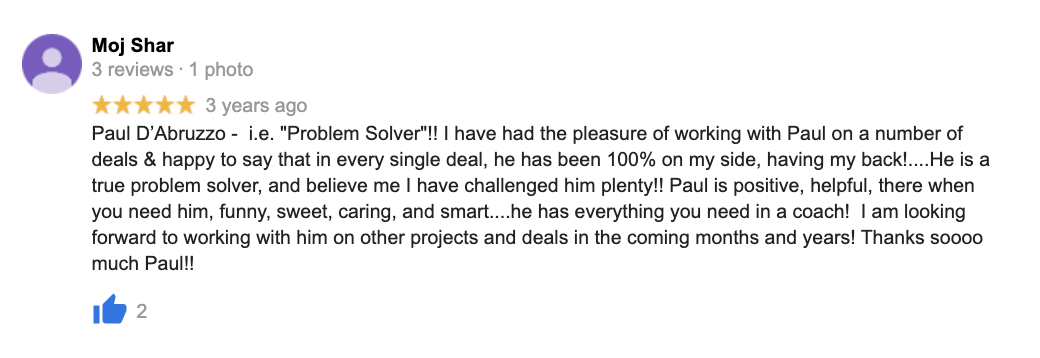 Moj Shar
3 reviews · 1 photo
3 years ago
Paul D’Abruzzo -  i.e. "Problem Solver"!! I have had the pleasure of working with Paul on a number of
deals & happy to say that in every single deal, he has been 100% on my side, having my back!....He is a
true problem solver, and believe me I have challenged him plenty!! Paul is positive, helpful, there when
you need him, funny, sweet, caring, and smart....he has everything you need in a coach!  I am looking
forward to working with him on other projects and deals in the coming months and years! Thanks soooo
much Paul!!
2